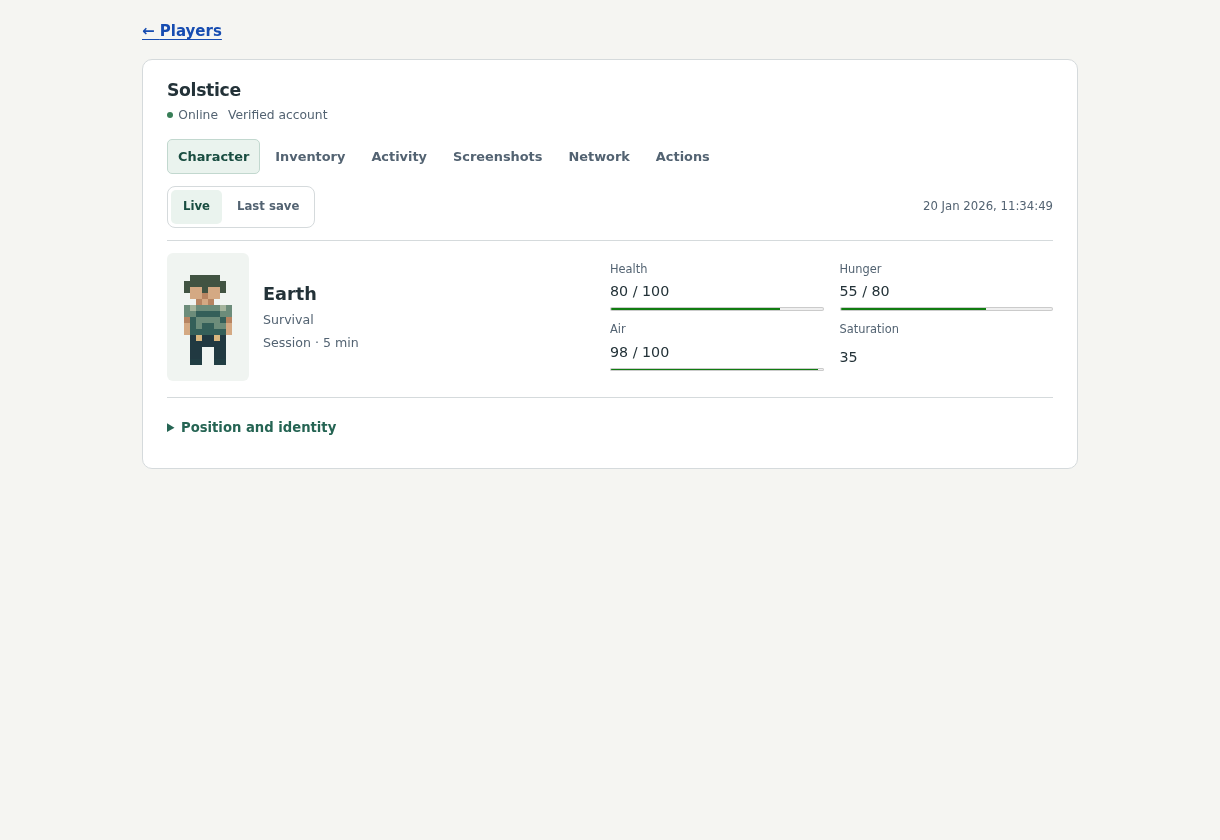 ← Players
Solstice
Online Verified account
Character Inventory Activity Screenshots Network Actions
Live Last save 20 Jan 2026, 11:34:49
Earth
Survival
Session · 5 min
Health Hunger
80 / 100 55 / 80
Air Saturation
98 / 100 35
Position and identity